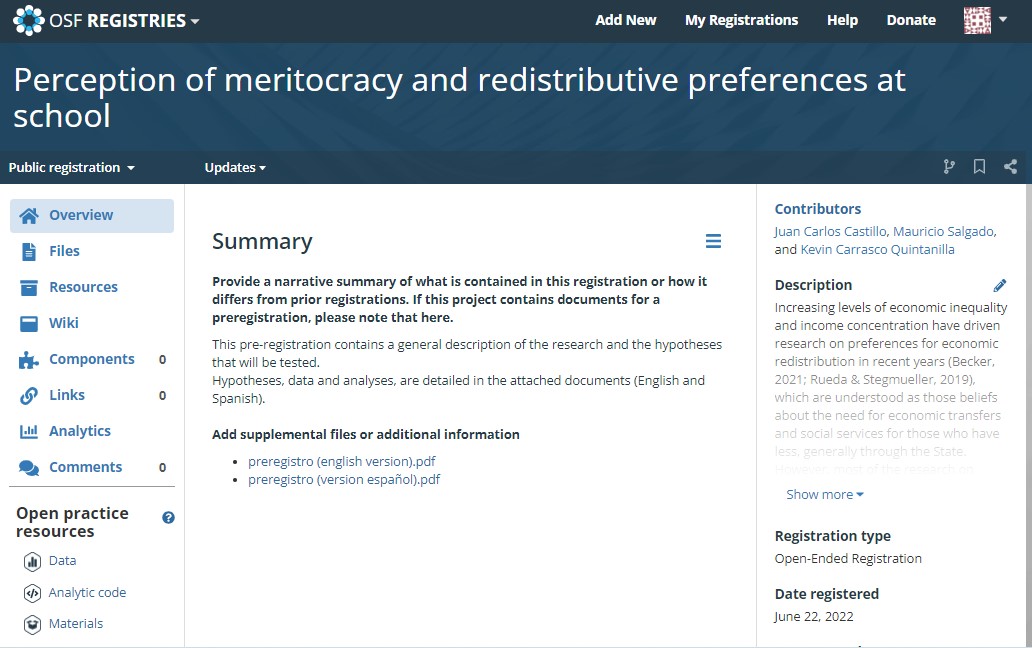 OSF REGISTRIES
Add New
My Registrations
Help
Donate
Perception of meritocracy and redistributive preferences at
school
Public registration
Updates
Overview
Files
Resources
Wiki
Components 0
Links 0
Analytics
Comments 0
Open practice
resources
Data
Analytic code
Materials
Summary
Provide a narrative summary of what is contained in this registration or how it
differs from prior registrations. If this project contains documents for a
preregistration, please note that here.
This pre-registration contains a general description of the research and the hypotheses
that will be tested.
Hypotheses, data and analyses, are detailed in the attached documents (English and
Spanish).
Add supplemental files or additional information
preregistro (english version).pdf
preregistro (version español).pdf
Contributors
Juan Carlos Castillo, Mauricio Salgado,
and Kevin Carrasco Quintanilla
Description
Increasing levels of economic inequality
and income concentration have driven
research on preferences for economic
redistribution in recent years (Becker,
2021; Rueda & Stegmueller, 2019),
which are understood as those beliefs
about the need for economic transfers
and social services for those who have
less, generally through the State.
However, most of the research on
Show more
Registration type
Open-Ended Registration
Date registered
June 22, 2022